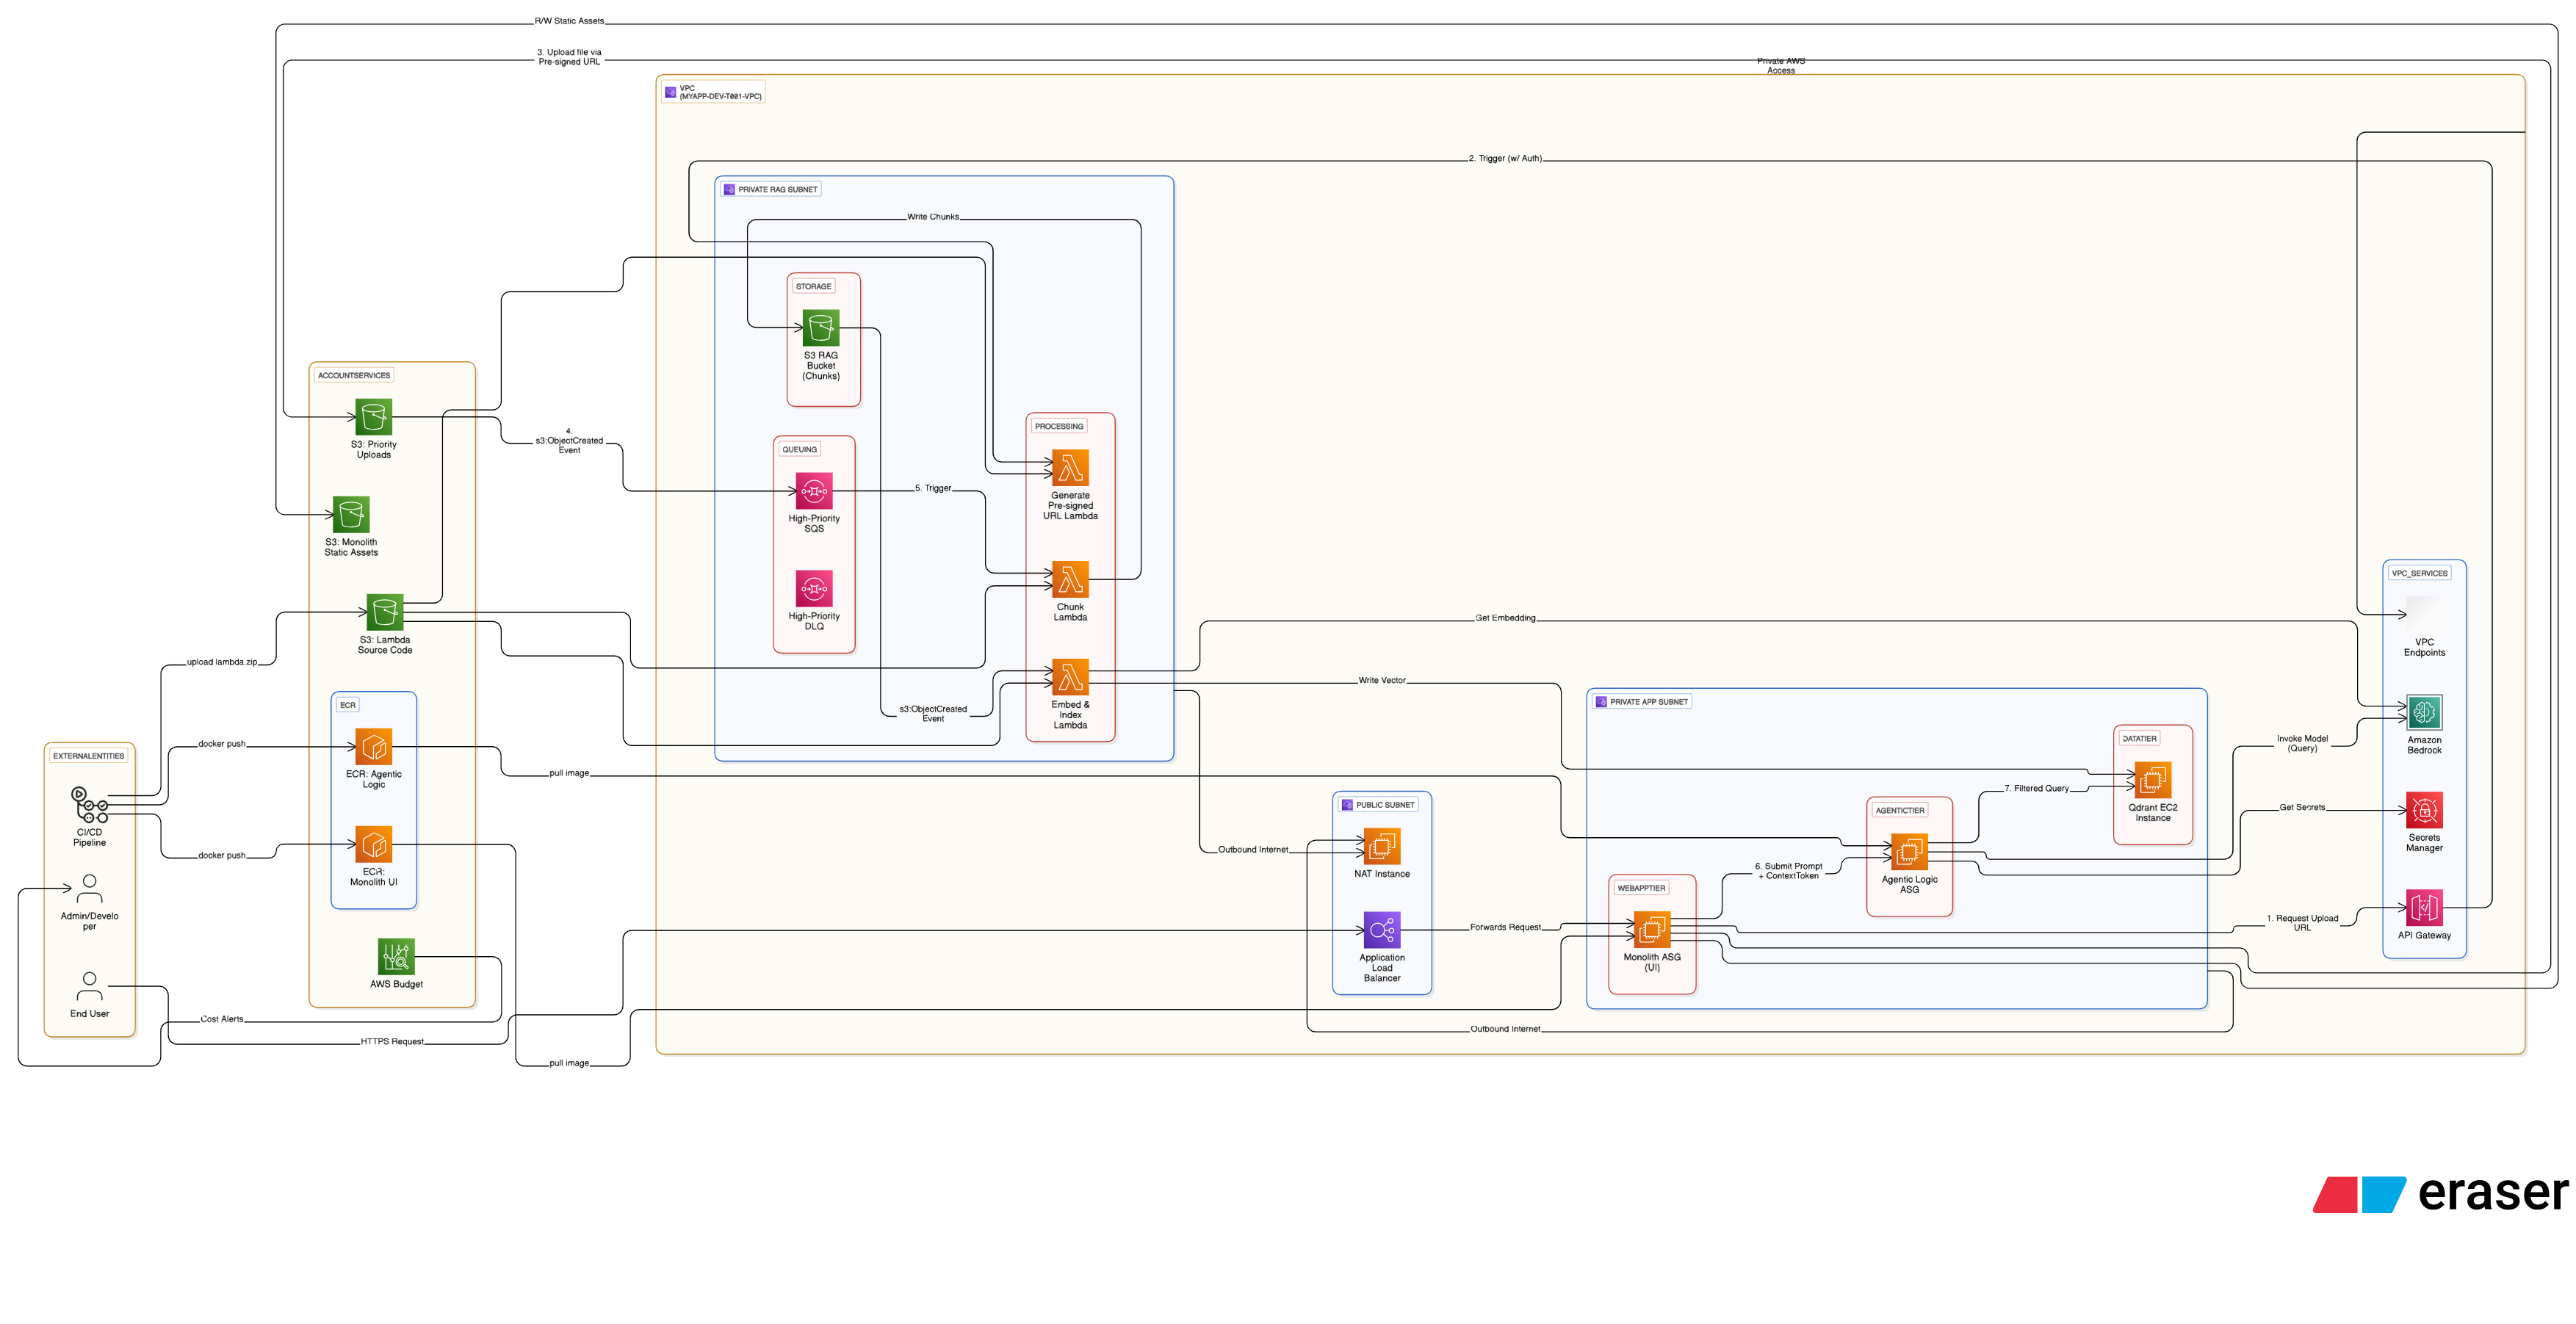 R/W Static Assets
3. Upload file via
Pre-signed URL
Private AWS
Access
VPC
(MYAPP-DEV-T001-VPC)
2. Trigger (w/ Auth)
PRIVATE RAG SUBNET
Write Chunks
STORAGE
S3 RAG
Bucket
(Chunks)
ACCOUNTSERVICES
S3: Priority
Uploads
4.
s3:ObjectCreated
Event
QUEUING
High-Priority
SQS
5. Trigger
High-Priority
DLQ
PROCESSING
Generate
Pre-signed
URL Lambda
Chunk
Lambda
Embed &
Index
Lambda
s3:ObjectCreated
Event
S3: Monolith
Static Assets
S3: Lambda
Source Code
upload lambda.zip
ECR
ECR: Agentic
Logic
ECR:
Monolith UI
AWS Budget
EXTERNALENTITIES
CI/CD
Pipeline
Admin/Develo
per
End User
docker push
docker push
pull image
pull image
Cost Alerts
HTTPS Request
Get Embedding
Write Vector
Outbound Internet
PUBLIC SUBNET
NAT Instance
Application
Load
Balancer
Forwards Request
Outbound Internet
PRIVATE APP SUBNET
WEBAPPTIER
Monolith ASG
(UI)
6. Submit Prompt
+ ContextToken
AGENTICTIER
Agentic Logic
ASG
7. Filtered Query
DATATIER
Qdrant EC2
Instance
Invoke Model
(Query)
Get Secrets
1. Request Upload
URL
VPC_SERVICES
VPC
Endpoints
Amazon
Bedrock
Secrets
Manager
API Gateway
eraser